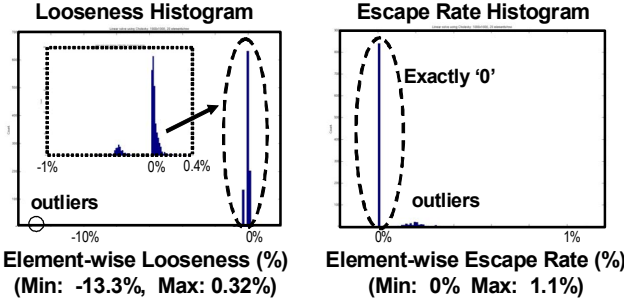 Looseness Histogram
-1%
0%
0.4%
outliers
-10%
0%
Element-wise Looseness (%)
(Min: -13.3%, Max: 0.32%)
Escape Rate Histogram
Exactly ‘0’
outliers
0%
1%
Element-wise Escape Rate (%)
(Min: 0% Max: 1.1%)